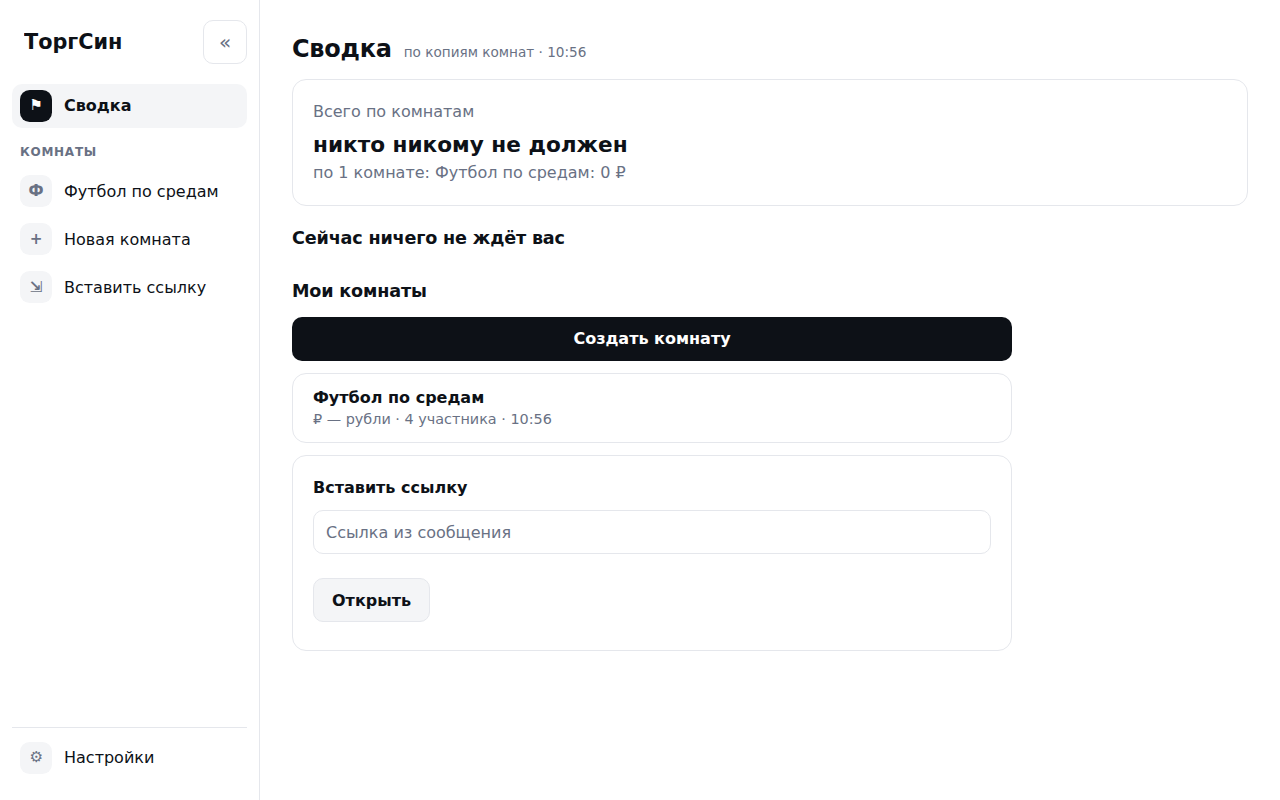 ТоргСин
«
⚑ Сводка
КОМНАТЫ
Ф Футбол по средам
+ Новая комната
⇲ Вставить ссылку
⚙ Настройки
Сводка по копиям комнат · 10:56
Всего по комнатам
никто никому не должен
по 1 комнате: Футбол по средам: 0 ₽
Сейчас ничего не ждёт вас
Мои комнаты
Создать комнату
Футбол по средам
₽ — рубли · 4 участника · 10:56
Вставить ссылку
Ссылка из сообщения
Открыть